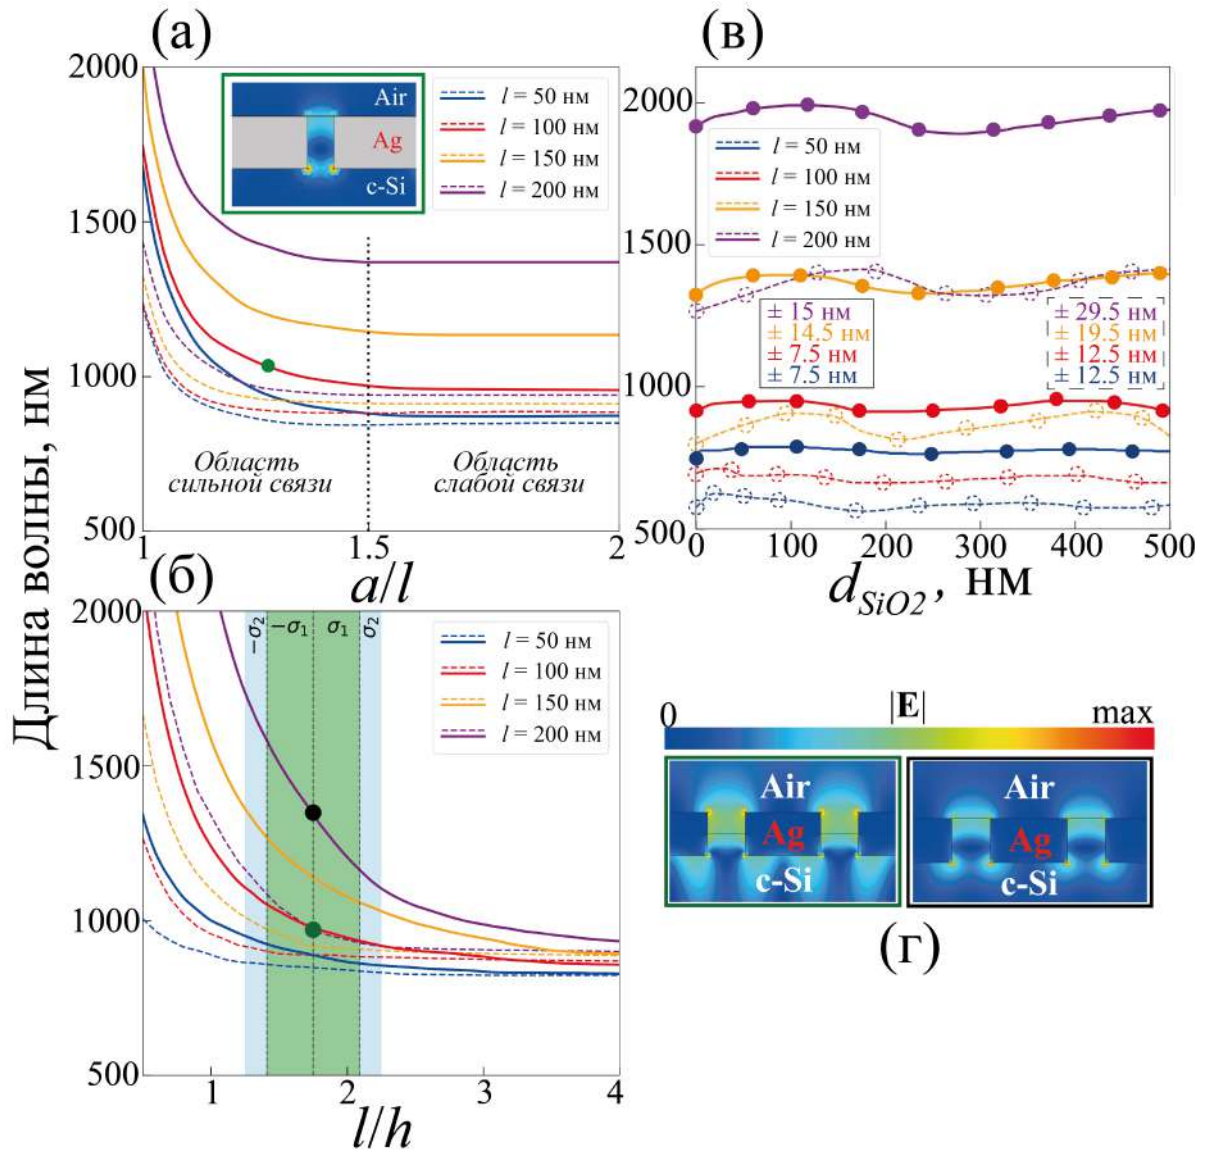 Длина волны, нм
(а)
2000
1500
1000
500
1
1.5
2
a/l
Air
Ag
c-Si
l = 50 нм
l = 100 нм
l = 150 нм
l = 200 нм
Область
сильной связи
Область
слабой связи
(б)
2000
1500
1000
500
1
2
3
4
l/h
−σ2
−σ1
σ1
σ2
l = 50 нм
l = 100 нм
l = 150 нм
l = 200 нм
(в)
2000
1500
1000
500
0
100
200
300
400
500
dSiO2, нм
l = 50 нм
l = 100 нм
l = 150 нм
l = 200 нм
± 15 нм
± 14.5 нм
± 7.5 нм
± 7.5 нм
± 29.5 нм
± 19.5 нм
± 12.5 нм
± 12.5 нм
0
|E|
max
Air
Ag
c-Si
Air
Ag
c-Si
(г)